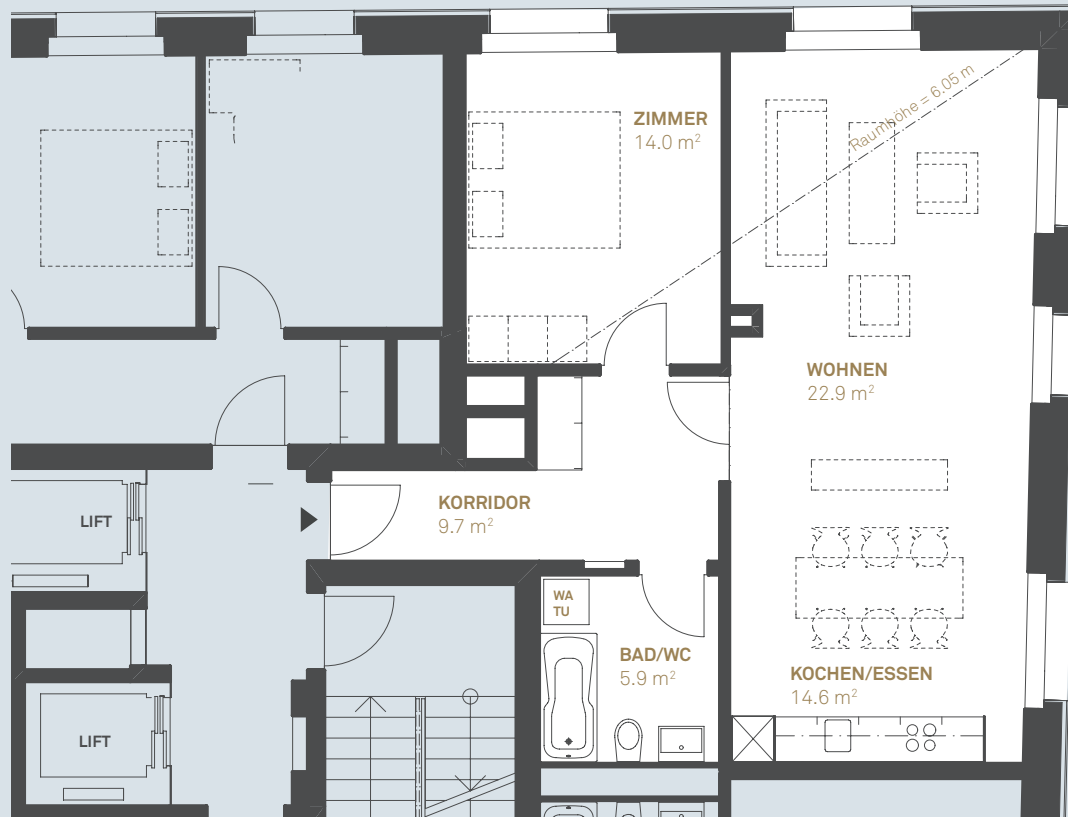 ZIMMER
14.0 m²
Raumhöhe = 6.05 m
WOHNEN
22.9 m²
KORRIDOR
9.7 m²
LIFT
WA
TU
BAD/WC
5.9 m²
KOCHEN/ESSEN
14.6 m²
LIFT